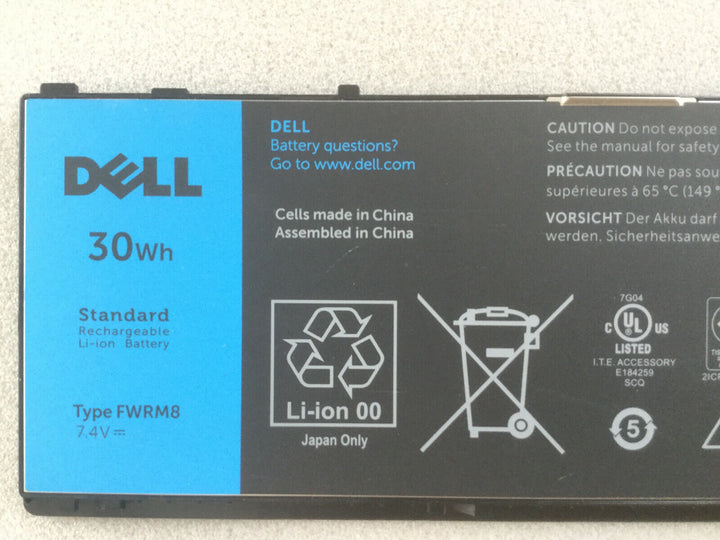 DELL
30Wh
Standard
Rechargeable
Li-ion Battery
Type FWRM8
7.4V⎓
DELL
Battery questions?
Go to www.dell.com
Cells made in China
Assembled in China
CAUTION Do not expose
See the manual for safety
PRÉCAUTION Ne pas
supérieures à 65 °C (149 °
VORSICHT Der Akku darf
werden. Sicherheitsanwe
Li-ion 00
Japan Only
7G04
C UL US
LISTED
I.T.E. ACCESSORY
E184259
SCQ
5